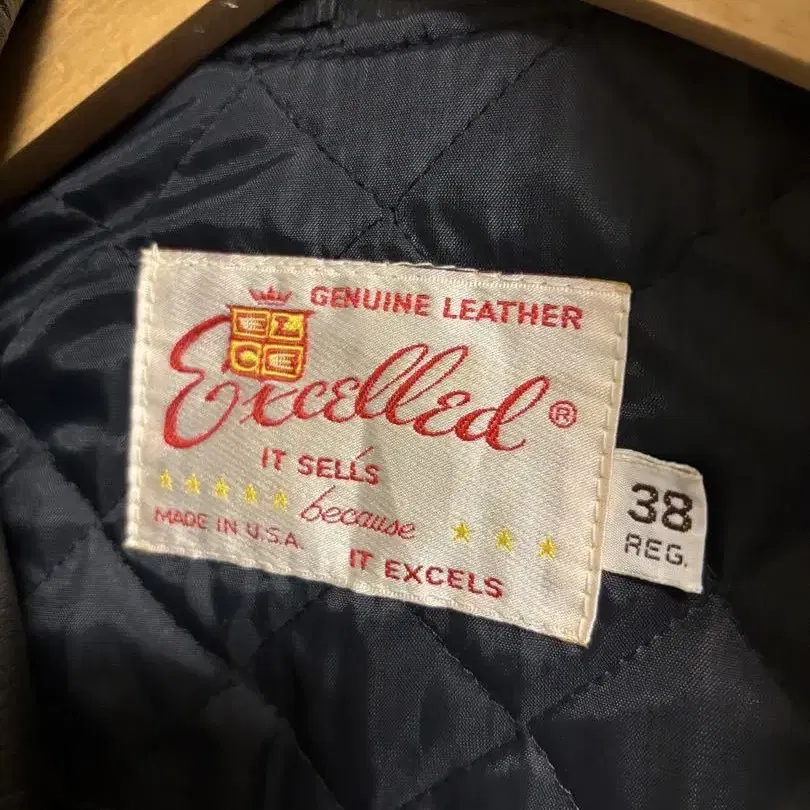 GENUINE LEATHER
Excelled®
IT SELLS
because
MADE IN U.S.A.
IT EXCELS
38
REG.